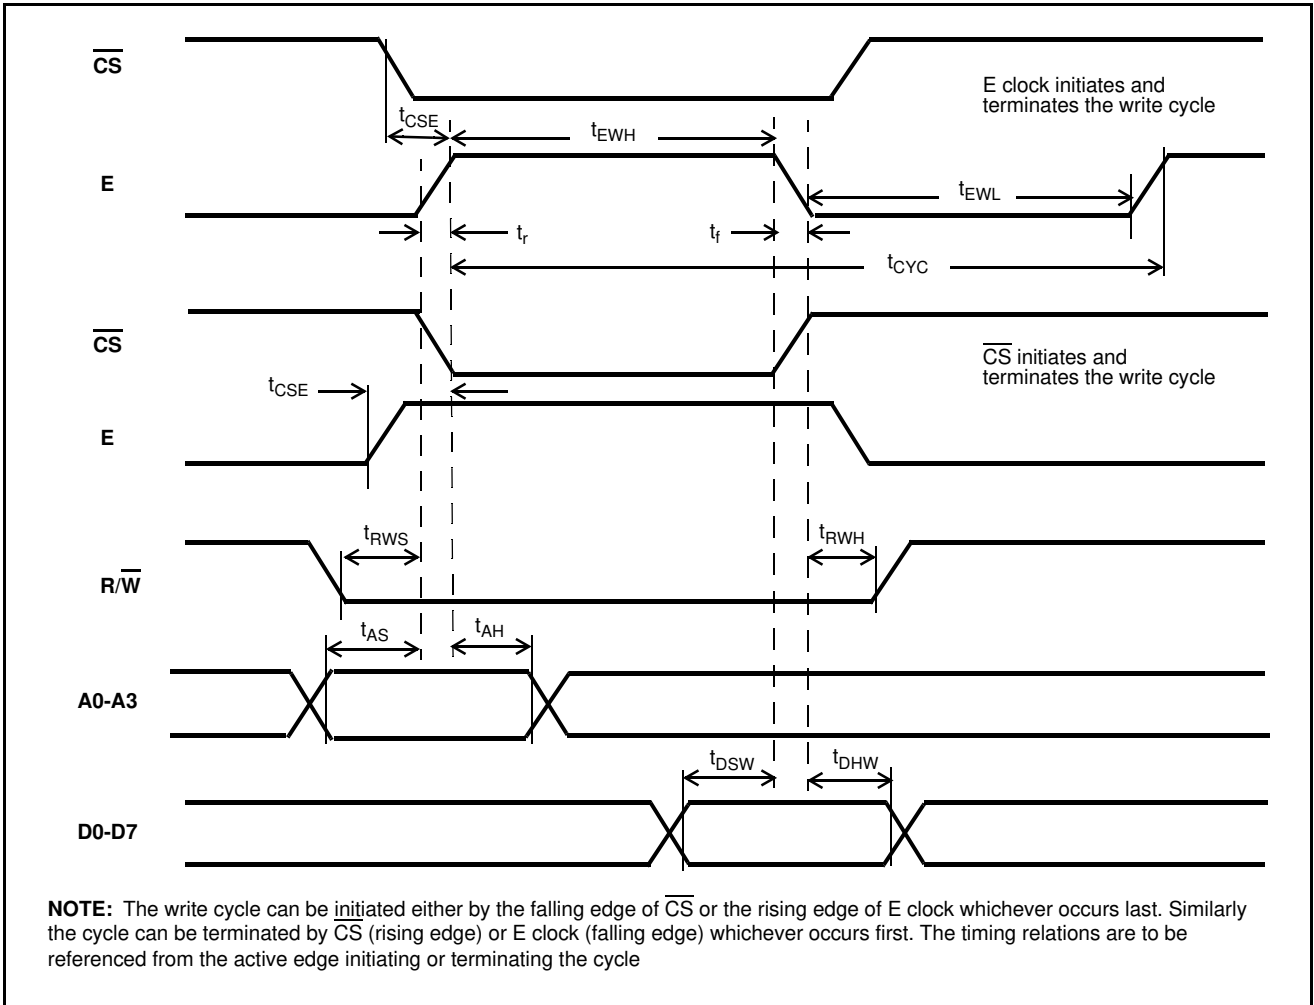 CS
E clock initiates and
terminates the write cycle
tCSE
tEWH
E
tEWL
tr
tf
tCYC
CS
CS initiates and
terminates the write cycle
tCSE
E
tRWS
tRWH
R/W
tAS
tAH
A0-A3
tDSW
tDHW
D0-D7
NOTE: The write cycle can be initiated either by the falling edge of CS or the rising edge of E clock whichever occurs last. Similarly
the cycle can be terminated by CS (rising edge) or E clock (falling edge) whichever occurs first. The timing relations are to be
referenced from the active edge initiating or terminating the cycle